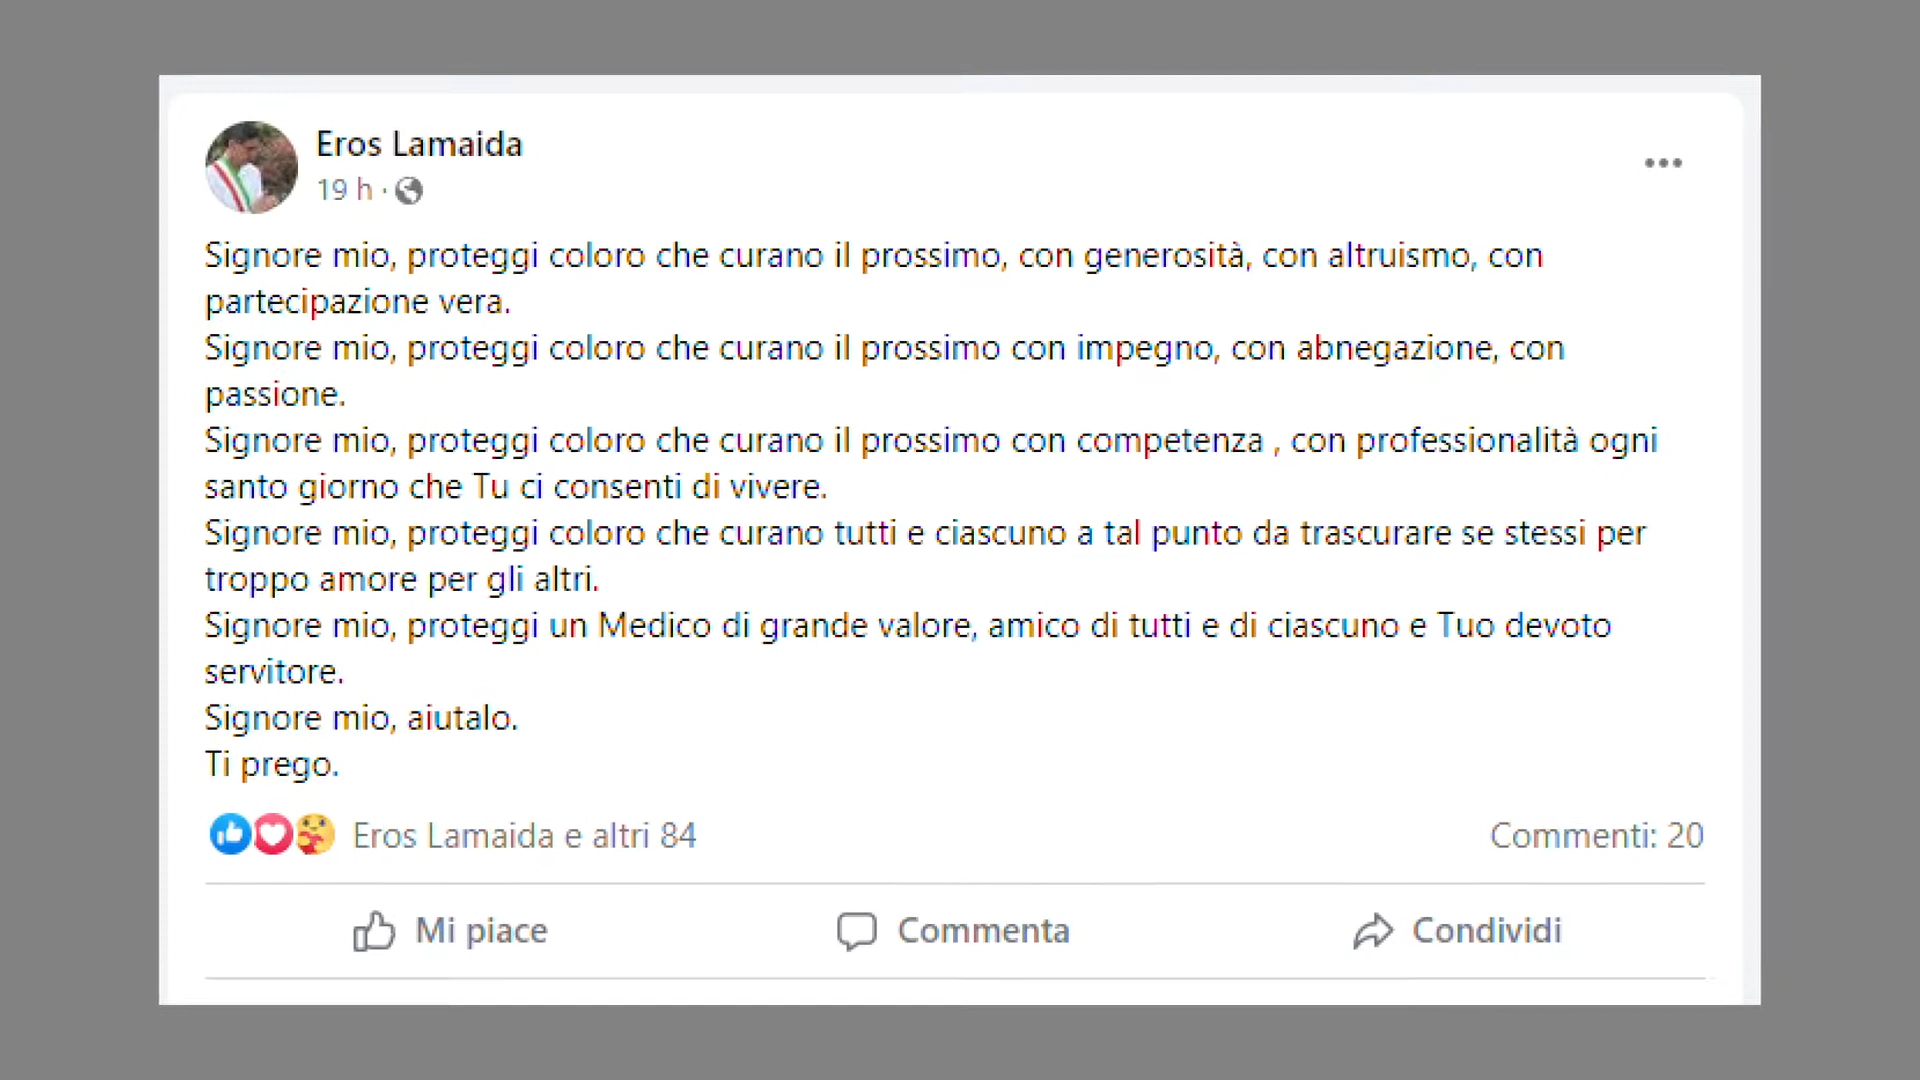 Eros Lamaida
19 h ·
Signore mio, proteggi coloro che curano il prossimo, con generosità, con altruismo, con
partecipazione vera.
Signore mio, proteggi coloro che curano il prossimo con impegno, con abnegazione, con
passione.
Signore mio, proteggi coloro che curano il prossimo con competenza , con professionalità ogni
santo giorno che Tu ci consenti di vivere.
Signore mio, proteggi coloro che curano tutti e ciascuno a tal punto da trascurare se stessi per
troppo amore per gli altri.
Signore mio, proteggi un Medico di grande valore, amico di tutti e di ciascuno e Tuo devoto
servitore.
Signore mio, aiutalo.
Ti prego.
Eros Lamaida e altri 84 Commenti: 20
Mi piace Commenta Condividi